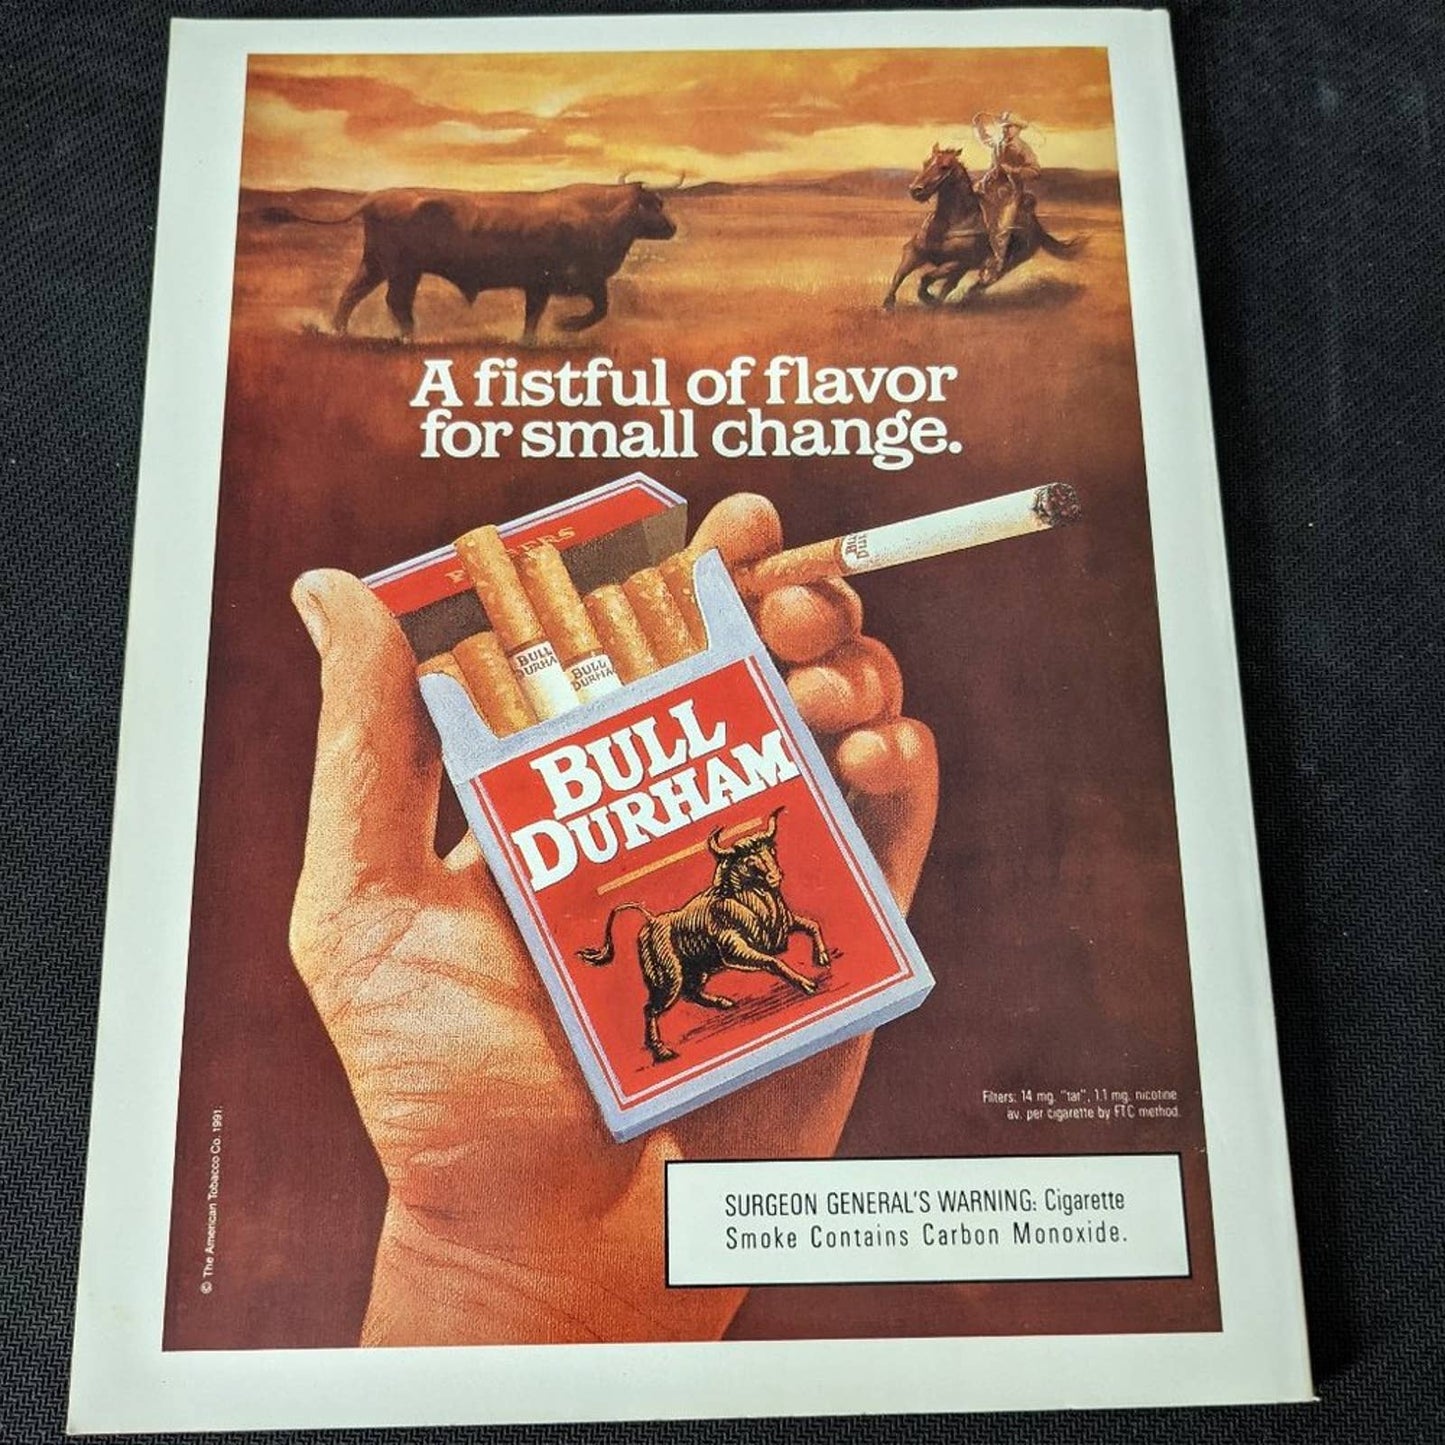 A fistful of flavor
for small change.
BULL
DURHAM
BULL
DURHAM
BULL
DURHAM
Filters: 14 mg. "tar", 1.1 mg. nicotine
av. per cigarette by FTC method.
SURGEON GENERAL'S WARNING: Cigarette
Smoke Contains Carbon Monoxide.
© The American Tobacco Co. 1991.